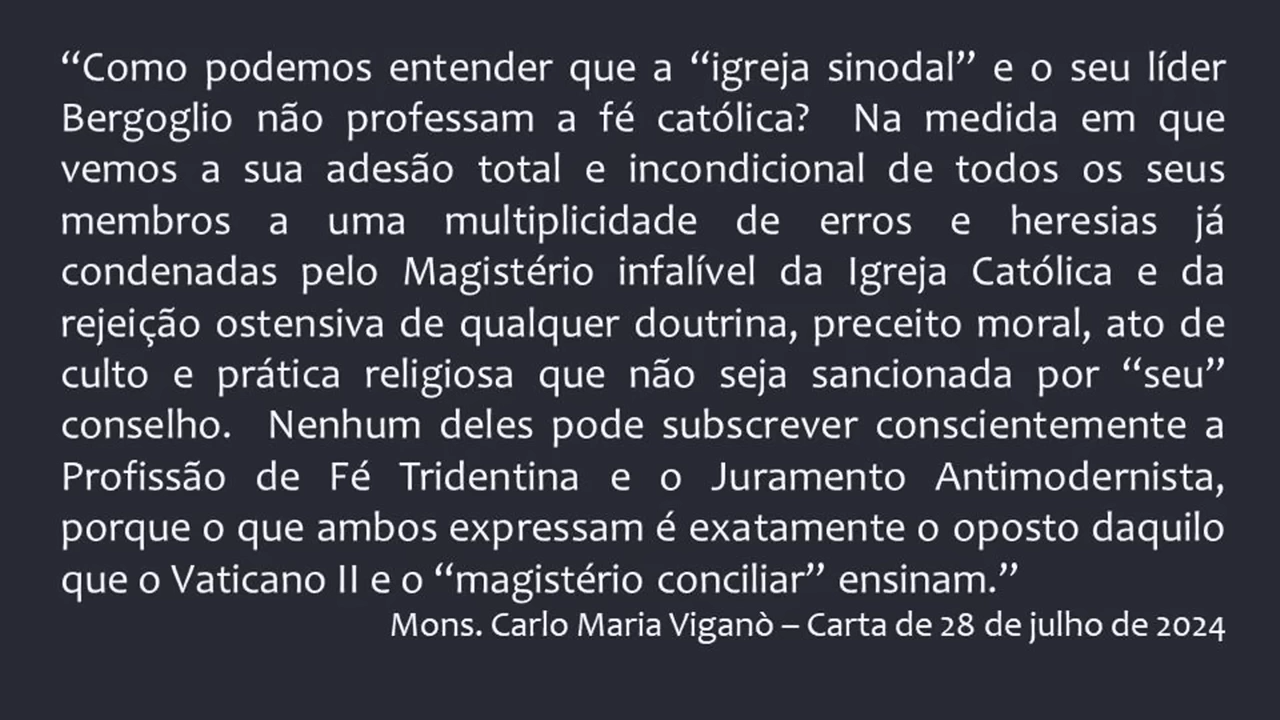 “Como podemos entender que a “igreja sinodal” e o seu líder
Bergoglio não professam a fé católica? Na medida em que
vemos a sua adesão total e incondicional de todos os seus
membros a uma multiplicidade de erros e heresias já
condenadas pelo Magistério infalível da Igreja Católica e da
rejeição ostensiva de qualquer doutrina, preceito moral, ato de
culto e prática religiosa que não seja sancionada por “seu”
conselho. Nenhum deles pode subscrever conscientemente a
Profissão de Fé Tridentina e o Juramento Antimodernista,
porque o que ambos expressam é exatamente o oposto daquilo
que o Vaticano II e o “magistério conciliar” ensinam.”
Mons. Carlo Maria Viganò – Carta de 28 de julho de 2024